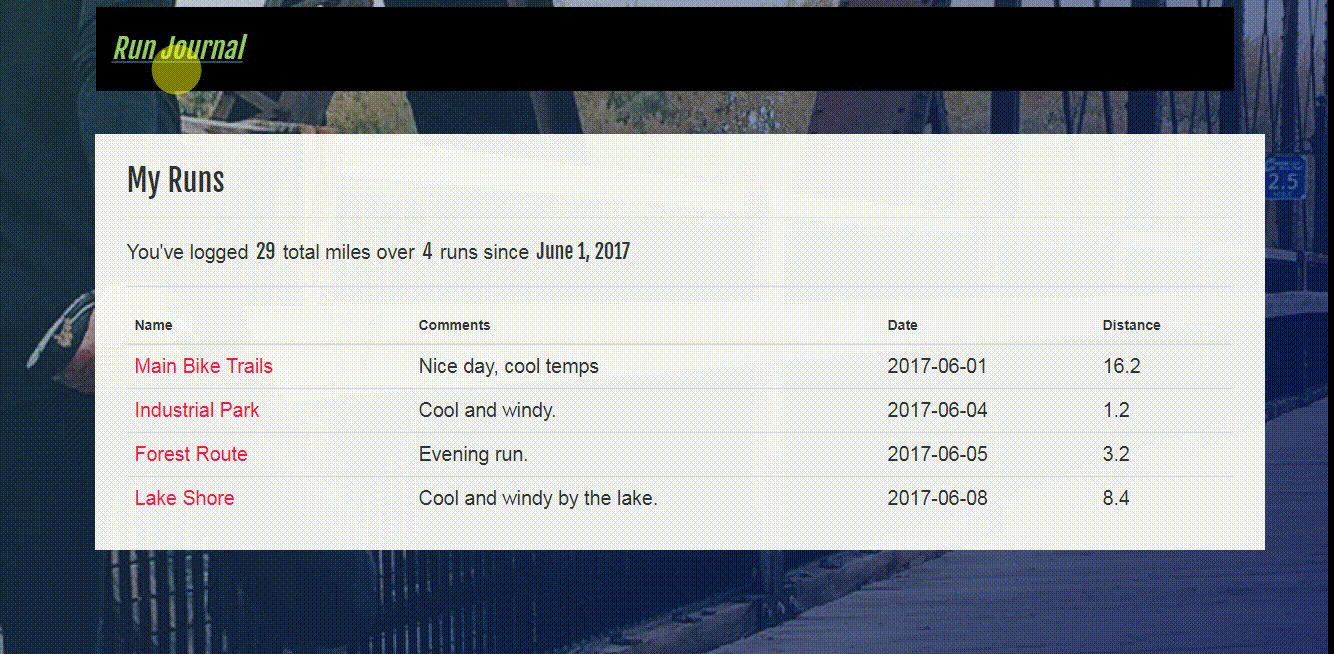 Run Journal
2.5
My Runs
You've logged 29 total miles over 4 runs since June 1, 2017
Name Comments Date Distance
Main Bike Trails Nice day, cool temps 2017-06-01 16.2
Industrial Park Cool and windy. 2017-06-04 1.2
Forest Route Evening run. 2017-06-05 3.2
Lake Shore Cool and windy by the lake. 2017-06-08 8.4